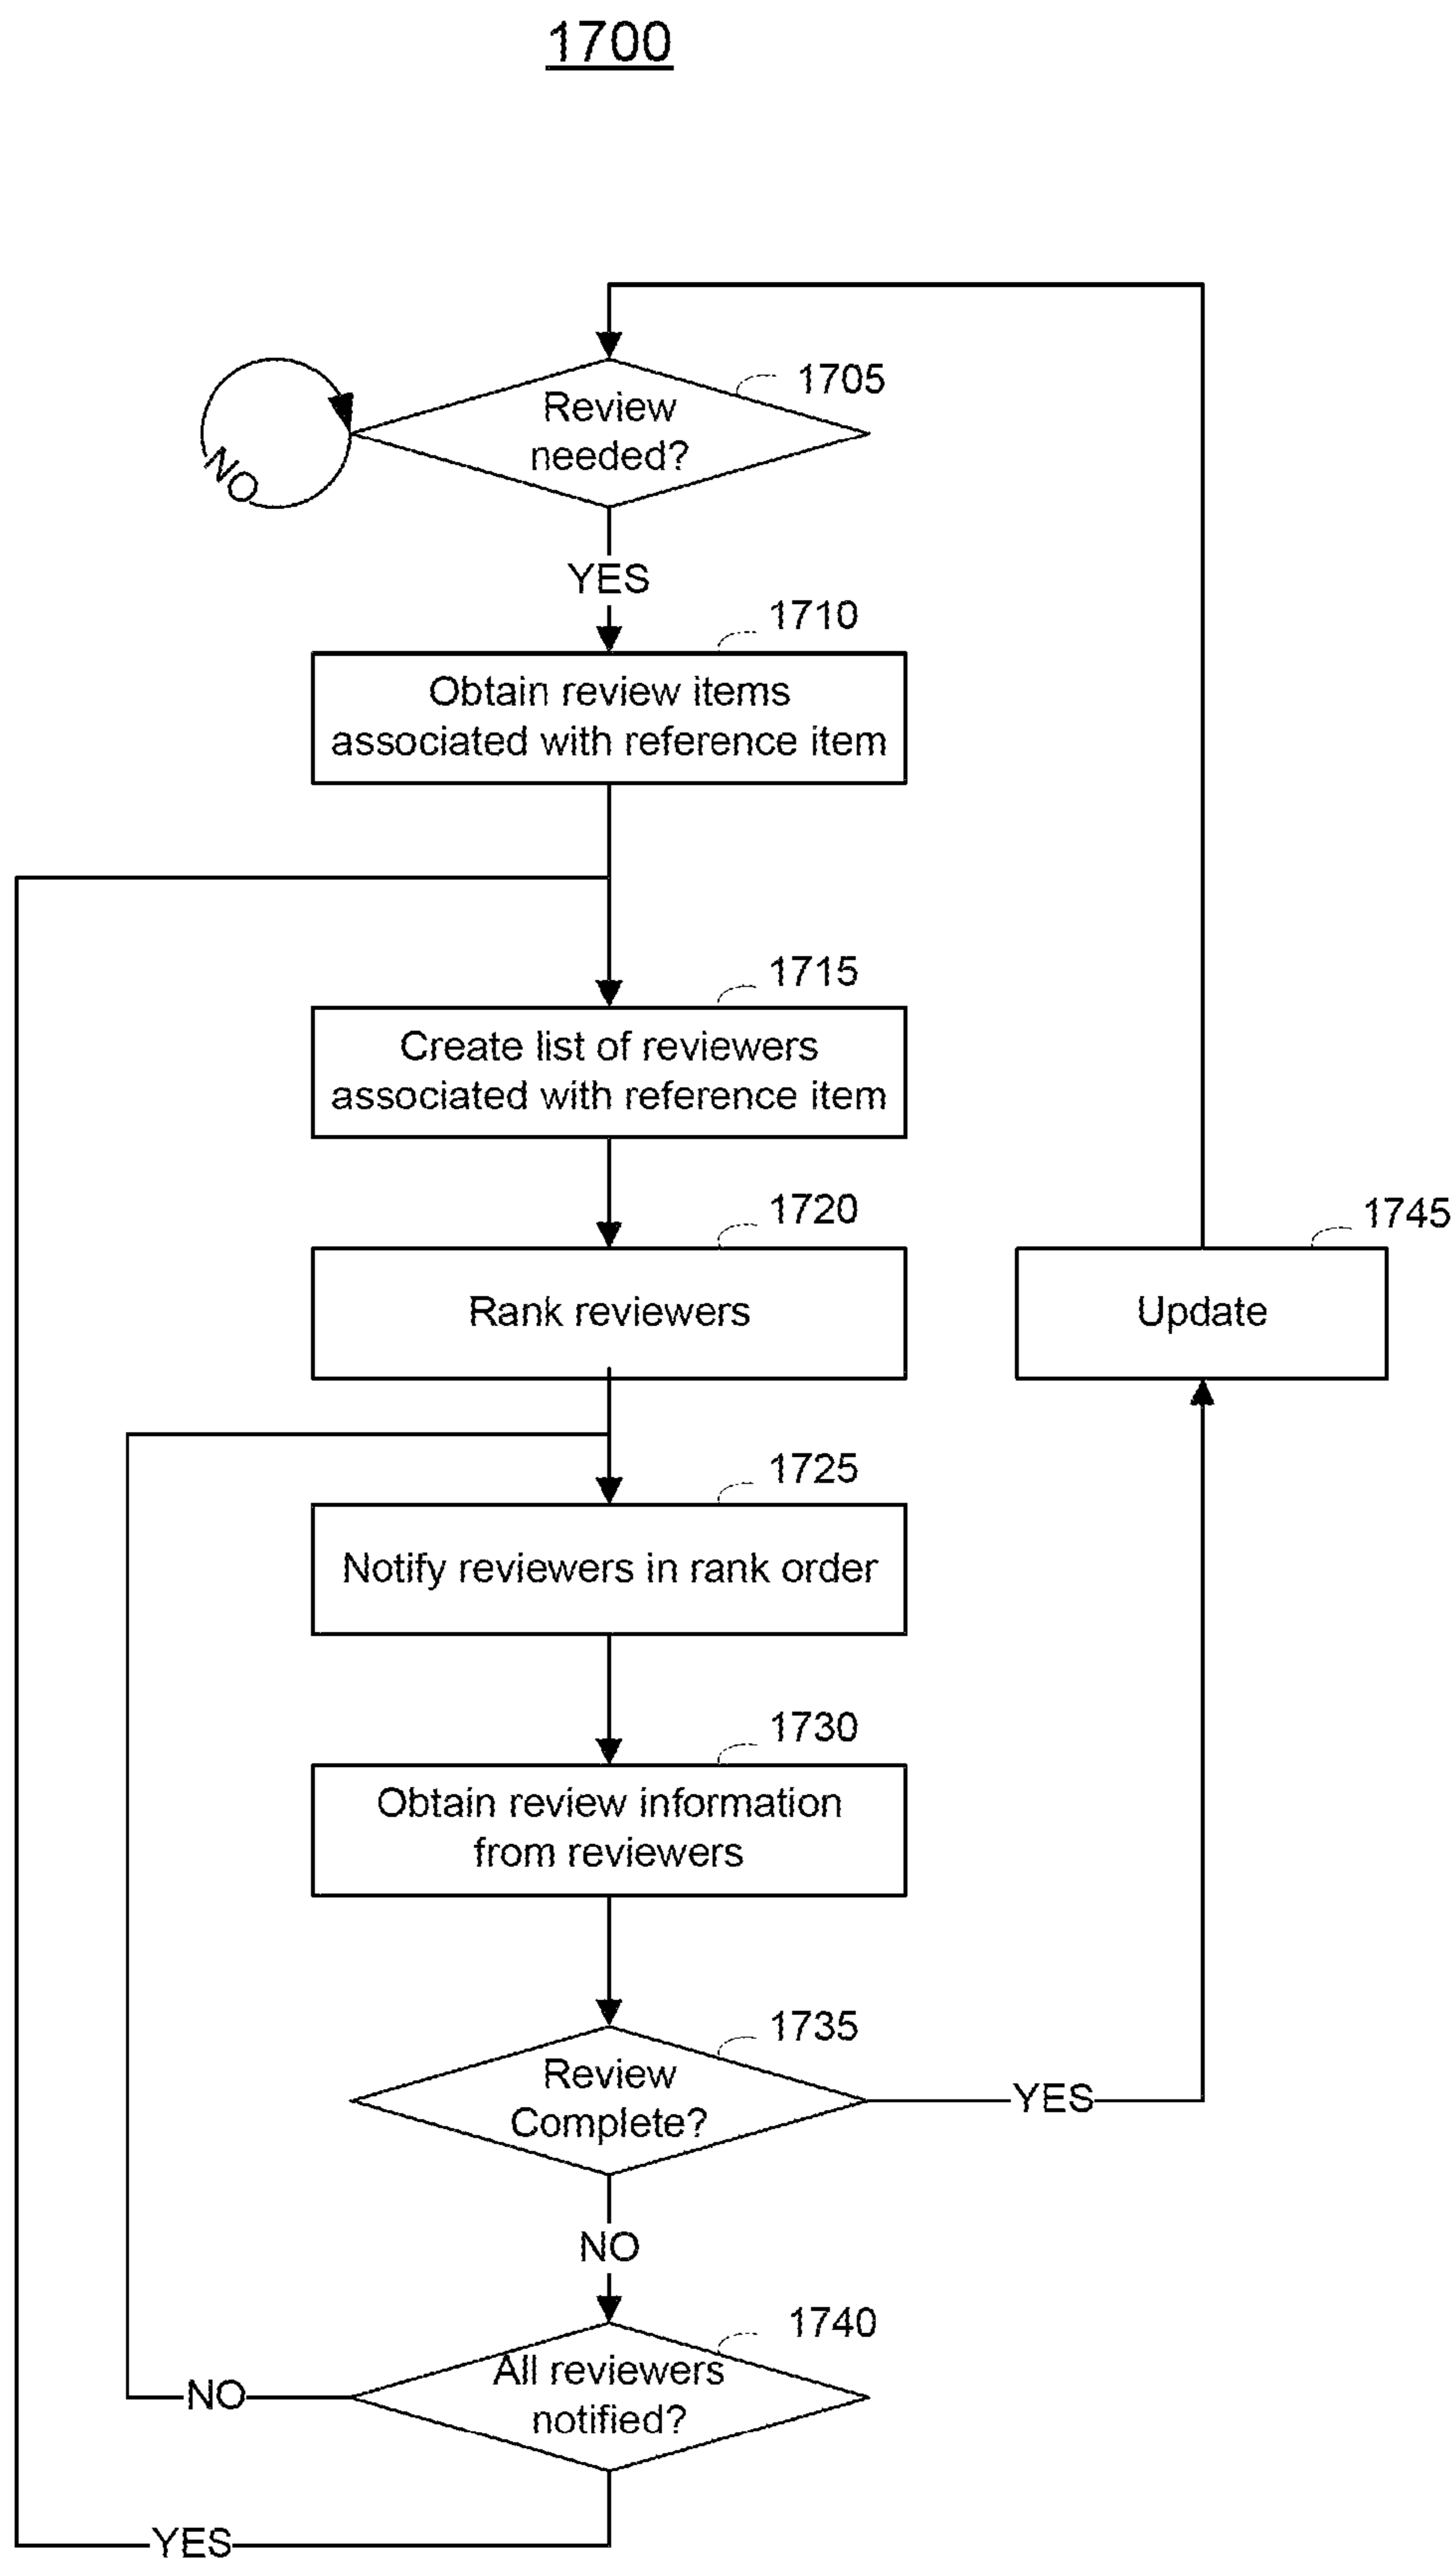 1700
1705
Review
needed?
NO
YES
1710
Obtain review items
associated with reference item
1715
Create list of reviewers
associated with reference item
1720
Rank reviewers
1745
Update
1725
Notify reviewers in rank order
1730
Obtain review information
from reviewers
1735
Review
Complete?
YES
NO
1740
All reviewers
notified?
NO
YES